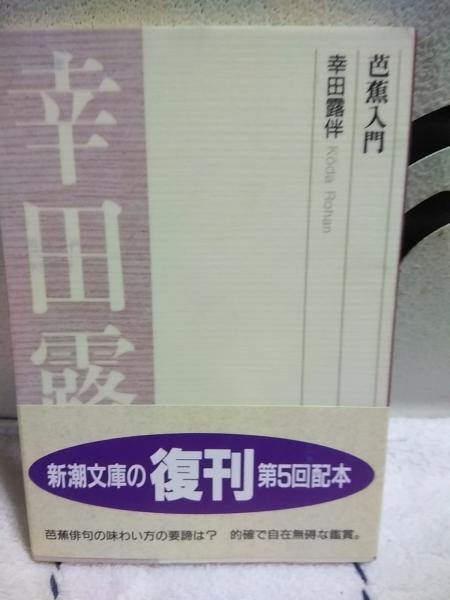 芭蕉入門
幸田露伴 Kōda Rohan
幸田露
新潮文庫の復刊 第5回配本
芭蕉俳句の味わい方の要諦は? 的確で自在無碍な鑑賞。